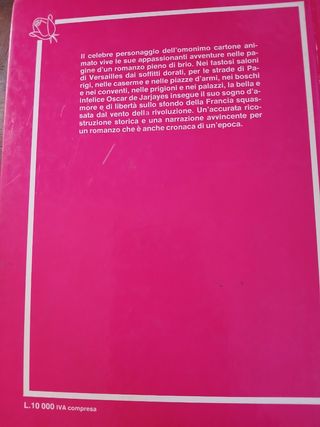 Il celebre personaggio dell'omonimo cartone ani-
mato vive le sue appassionanti avventure nelle pa-
gine d'un romanzo pieno di brio. Nei fastosi saloni
di Versailles dai soffitti dorati, per le strade di Pa-
rigi, nelle caserme e nelle piazze d'armi, nei boschi
e nei conventi, nelle prigioni e nei palazzi, la bella e
infelice Oscar de Jarjayes insegue il suo sogno d'a-
more e di libertà sullo sfondo della Francia squas-
sata dal vento della rivoluzione. Un'accurata rico-
struzione storica e una narrazione avvincente per
un romanzo che è anche cronaca di un'epoca.
L.10 000 IVA compresa